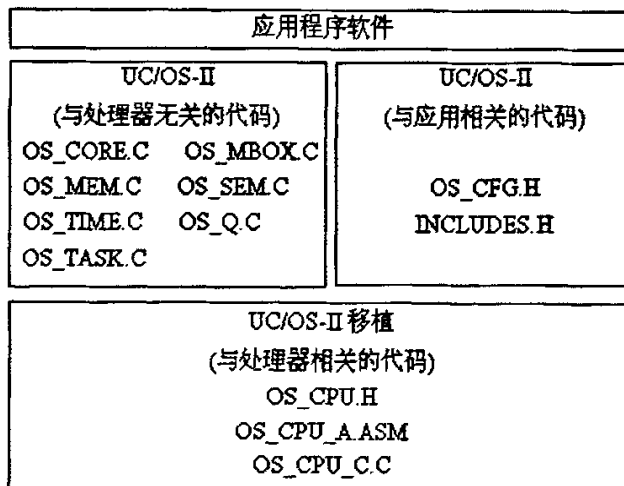 应用程序软件
UC/OS-II
(与处理器无关的代码)
OS_CORE.C OS_MBOX.C
OS_MEM.C OS_SEM.C
OS_TIME.C OS_Q.C
OS_TASK.C
UC/OS-II
(与应用相关的代码)
OS_CFG.H
INCLUDES.H
UC/OS-II 移植
(与处理器相关的代码)
OS_CPU.H
OS_CPU_A.ASM
OS_CPU_C.C